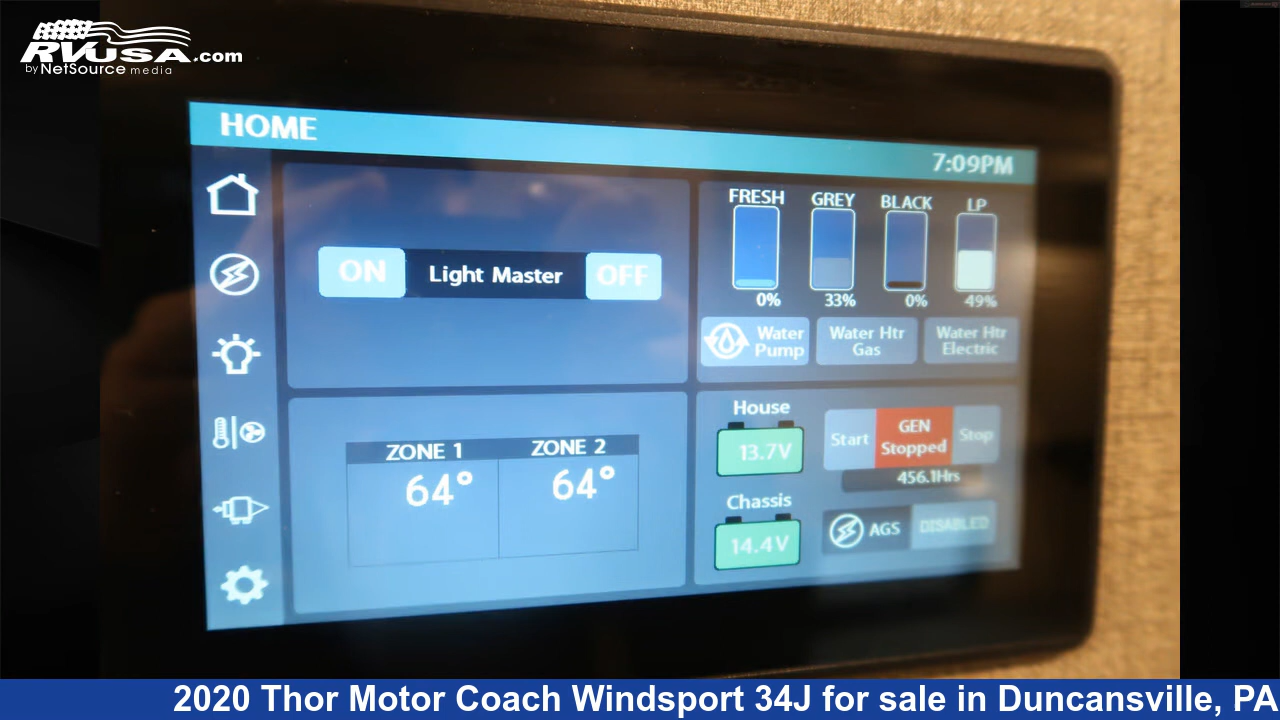 RVUSA.com
by NetSource media
HOME
7:09PM
ON Light Master OFF
FRESH GREY BLACK LP
0% 33% 0% 49%
Water Pump
Water Htr Gas
Water Htr Electric
ZONE 1 ZONE 2
64° 64°
House
13.7V
Start
GEN Stopped
Stop
456.1Hrs
Chassis
14.4V
AGS DISABLED
2020 Thor Motor Coach Windsport 34J for sale in Duncansville, PA